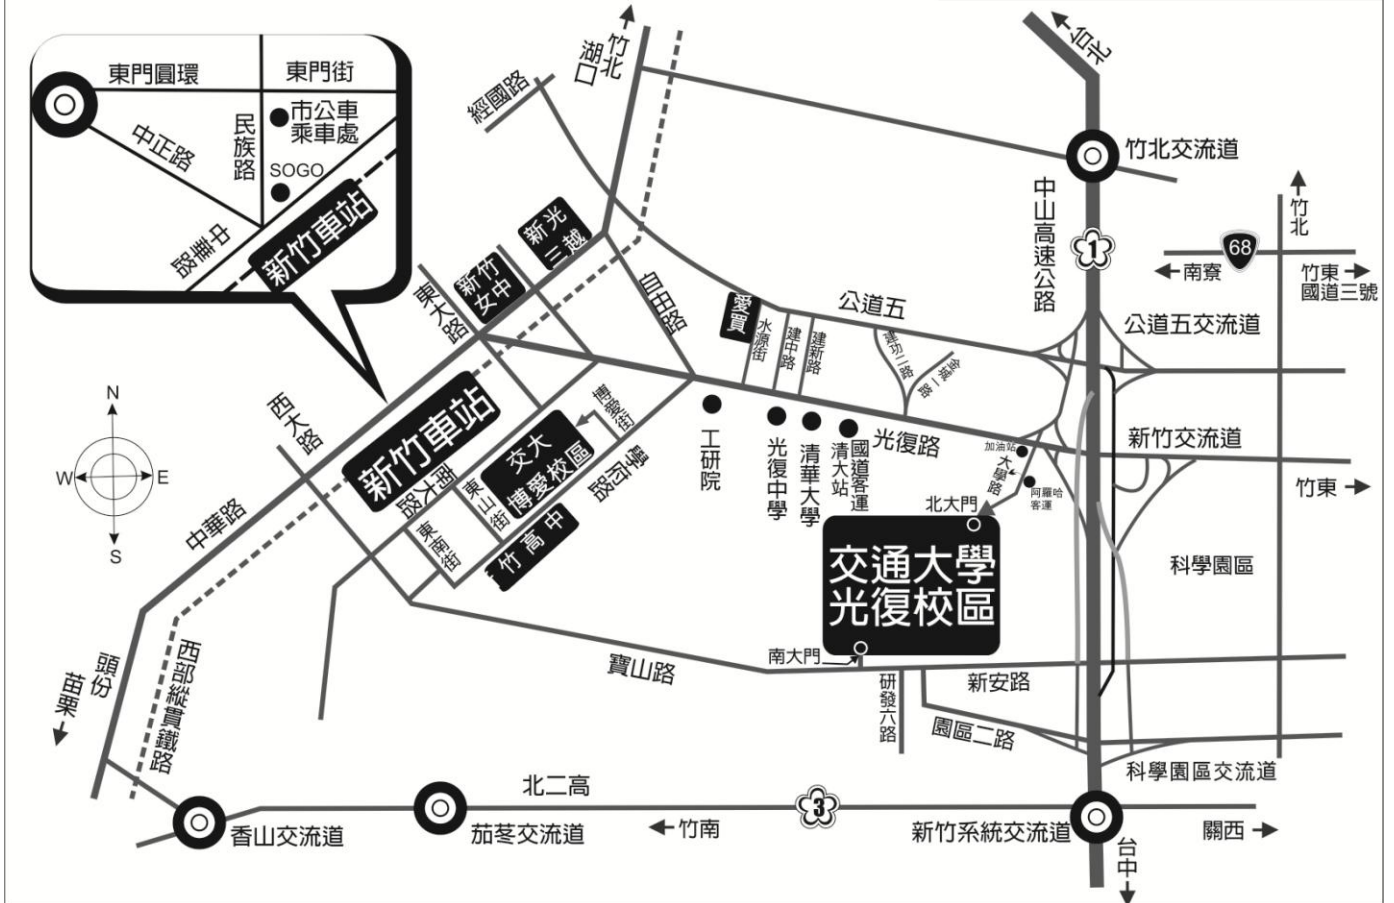 東門圓環
東門街
中正路
民族路
市公車
乘車處
SOGO
中華路
新竹車站
竹北
湖口
經國路
台北
竹北交流道
中山高速公路
1
竹北
68
南寮
竹東
國道三號
新光
三越
新竹
女中
東大路
自由路
愛買
水源街
建中路
建新路
公道五
建功二路
金城一路
公道五交流道
N
W
E
S
西大路
新竹車站
南大路
博愛街
交大
博愛校區
學府路
東山街
東南街
竹高中
工研院
光復中學
清華大學
國道客運
清大站
光復路
加油站
大學路
阿羅哈
客運
北大門
新竹交流道
竹東
交通大學
光復校區
科學園區
中華路
南大門
寶山路
新安路
研發六路
園區二路
科學園區交流道
頭份
苗栗
西部縱貫鐵路
北二高
3
香山交流道
茄苳交流道
竹南
新竹系統交流道
關西
台中